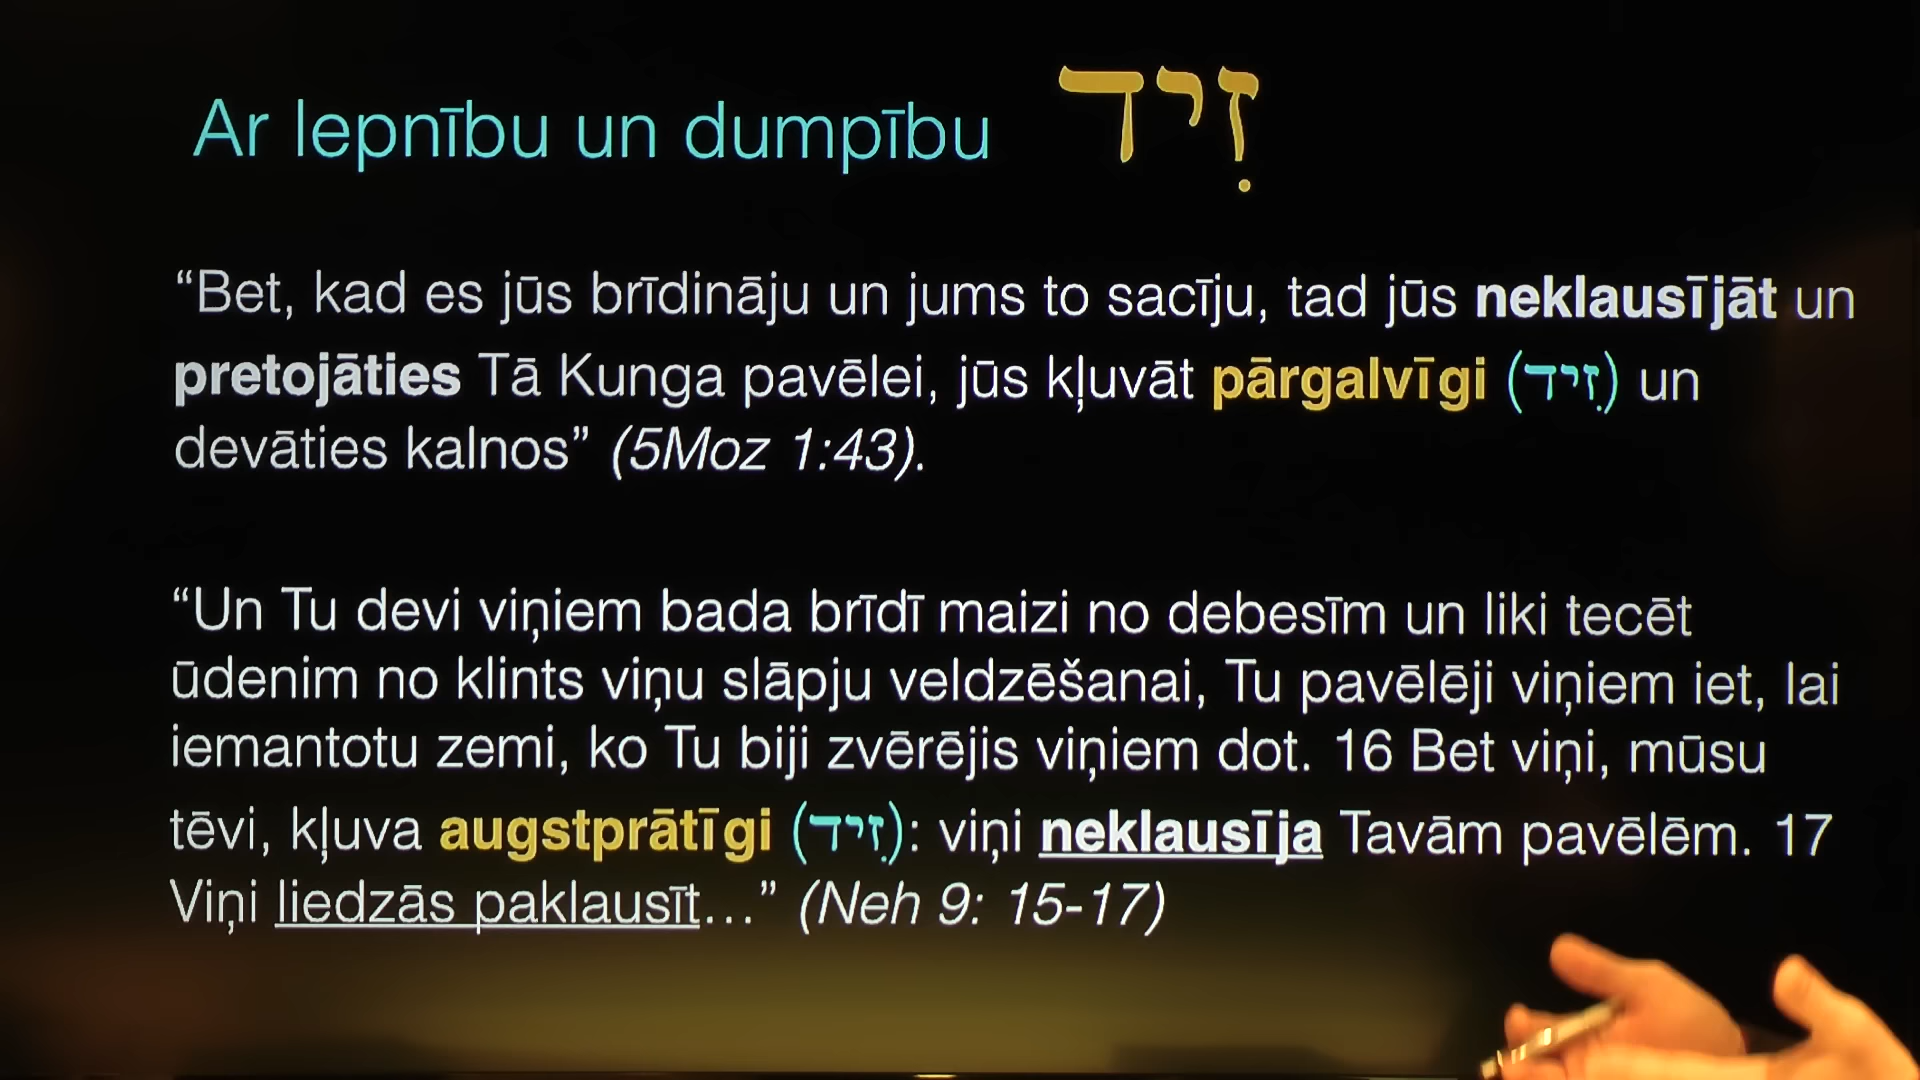 Ar lepnību un dumpību זִיד
“Bet, kad es jūs brīdināju un jums to sacīju, tad jūs neklausījāt un
pretojāties Tā Kunga pavēlei, jūs kļuvāt pārgalvīgi (זִיד) un
devāties kalnos” (5Moz 1:43).
“Un Tu devi viņiem bada brīdī maizi no debesīm un liki tecēt
ūdenim no klints viņu slāpju veldzēšanai, Tu pavēlēji viņiem iet, lai
iemantotu zemi, ko Tu biji zvērējis viņiem dot. 16 Bet viņi, mūsu
tēvi, kļuva augstprātīgi (זִיד): viņi neklausīja Tavām pavēlēm. 17
Viņi liedzās paklausīt…” (Neh 9: 15-17)